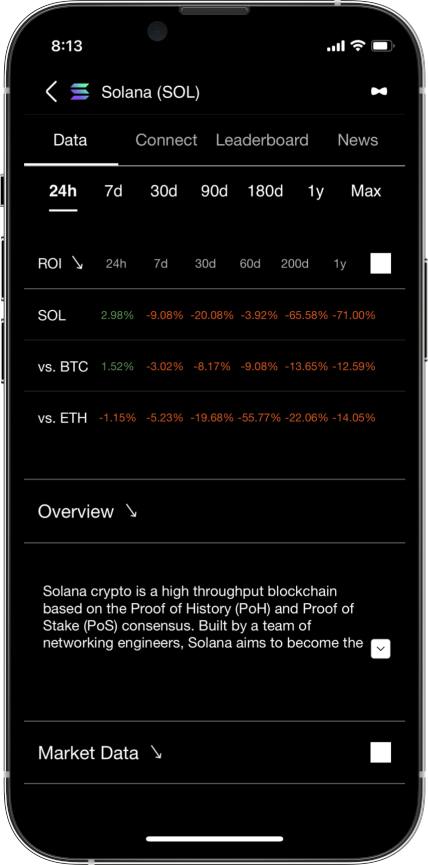 8:13
Solana (SOL)
Data Connect Leaderboard News
24h 7d 30d 90d 180d 1y Max
ROI ↘ 24h 7d 30d 60d 200d 1y
SOL 2.98% -9.08% -20.08% -3.92% -65.58% -71.00%
vs. BTC 1.52% -3.02% -8.17% -9.08% -13.65% -12.59%
vs. ETH -1.15% -5.23% -19.68% -55.77% -22.06% -14.05%
Overview ↘
Solana crypto is a high throughput blockchain
based on the Proof of History (PoH) and Proof of
Stake (PoS) consensus. Built by a team of
networking engineers, Solana aims to become the
Market Data ↘